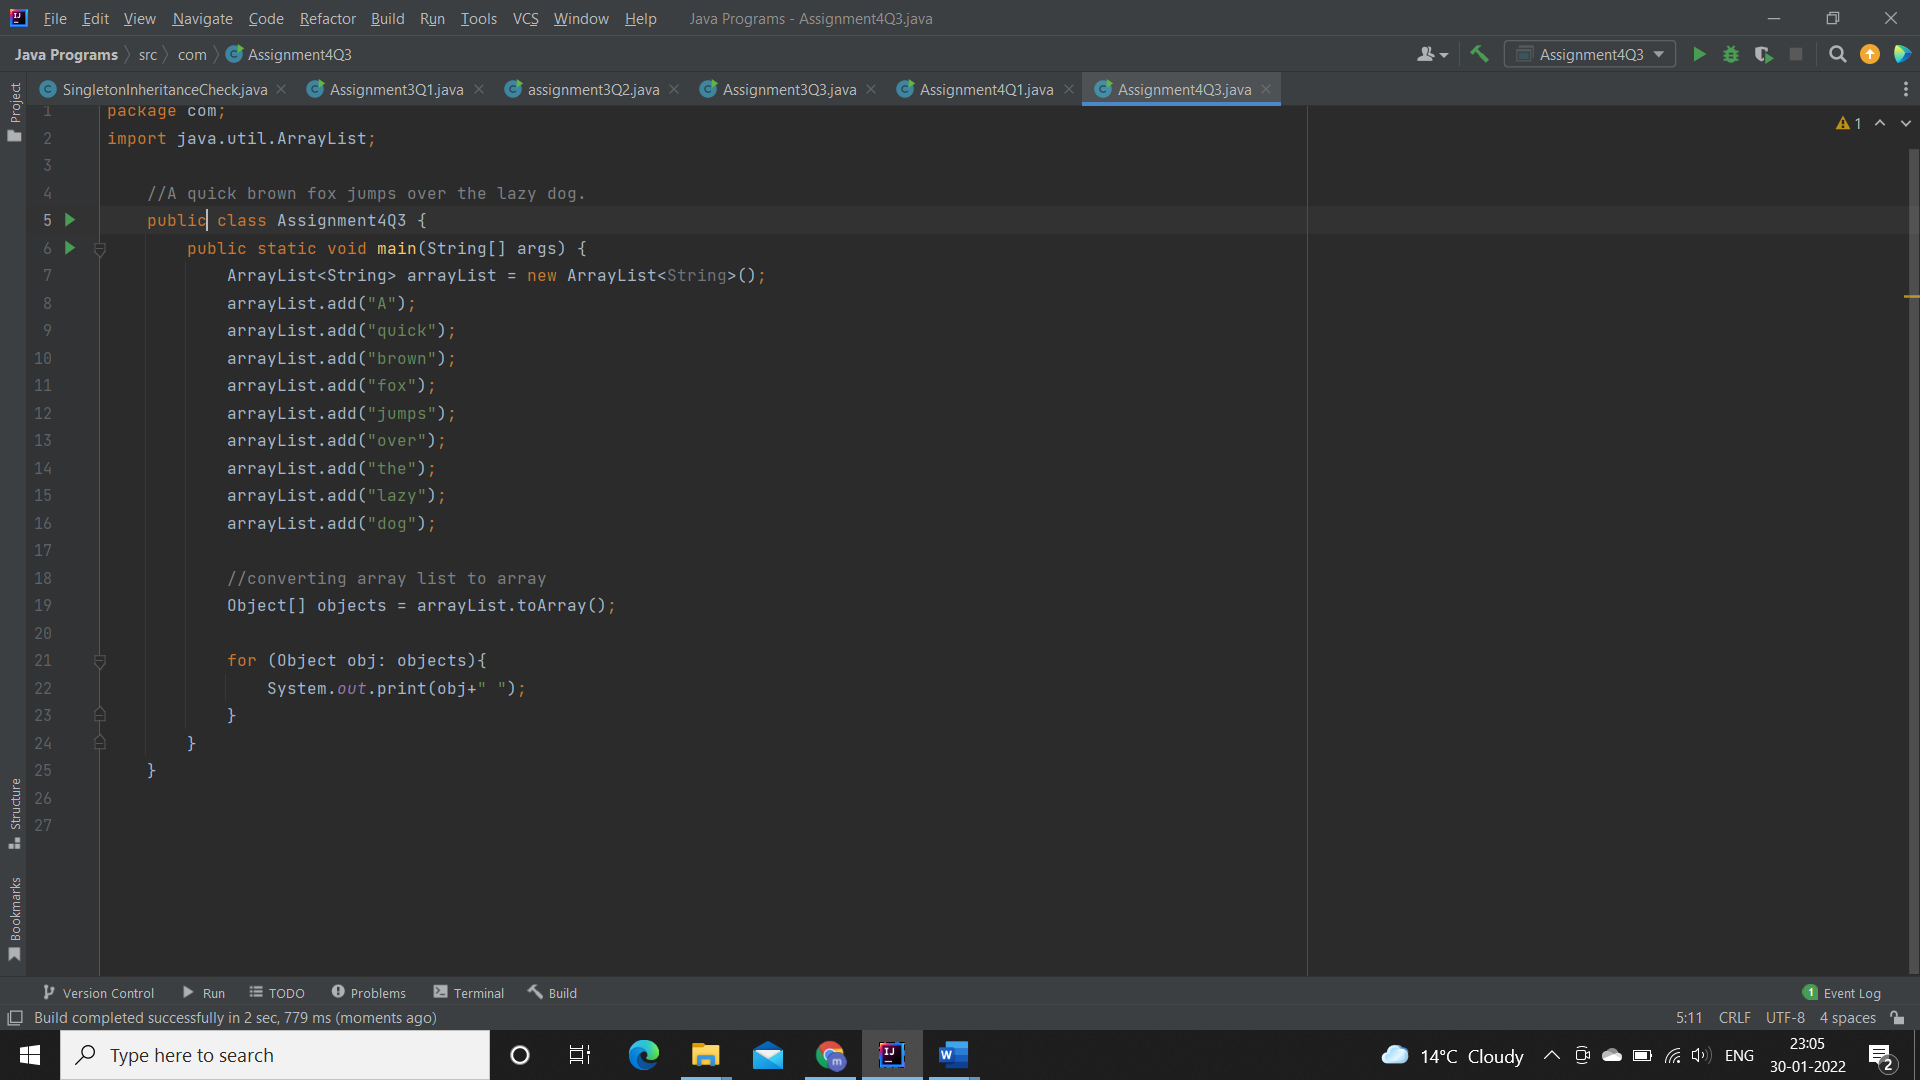 File Edit View Navigate Code Refactor Build Run Tools VCS Window Help Java Programs - Assignment4Q3.java
Java Programs src com Assignment4Q3 Assignment4Q3
SingletonInheritanceCheck.java Assignment3Q1.java assignment3Q2.java Assignment3Q3.java Assignment4Q1.java Assignment4Q3.java
Project
1 package com;
1
2 import java.util.ArrayList;
3
4 //A quick brown fox jumps over the lazy dog.
5 public class Assignment4Q3 {
6 public static void main(String[] args) {
7 ArrayList<String> arrayList = new ArrayList<String>();
8 arrayList.add("A");
9 arrayList.add("quick");
10 arrayList.add("brown");
11 arrayList.add("fox");
12 arrayList.add("jumps");
13 arrayList.add("over");
14 arrayList.add("the");
15 arrayList.add("lazy");
16 arrayList.add("dog");
17
18 //converting array list to array
19 Object[] objects = arrayList.toArray();
20
21 for (Object obj: objects){
22 System.out.print(obj+" ");
23 }
24 }
25 }
26
27
Structure
Bookmarks
Version Control Run TODO Problems Terminal Build 1 Event Log
Build completed successfully in 2 sec, 779 ms (moments ago) 5:11 CRLF UTF-8 4 spaces
Type here to search m IJ W 14°C Cloudy ENG 23:05
30-01-2022 2